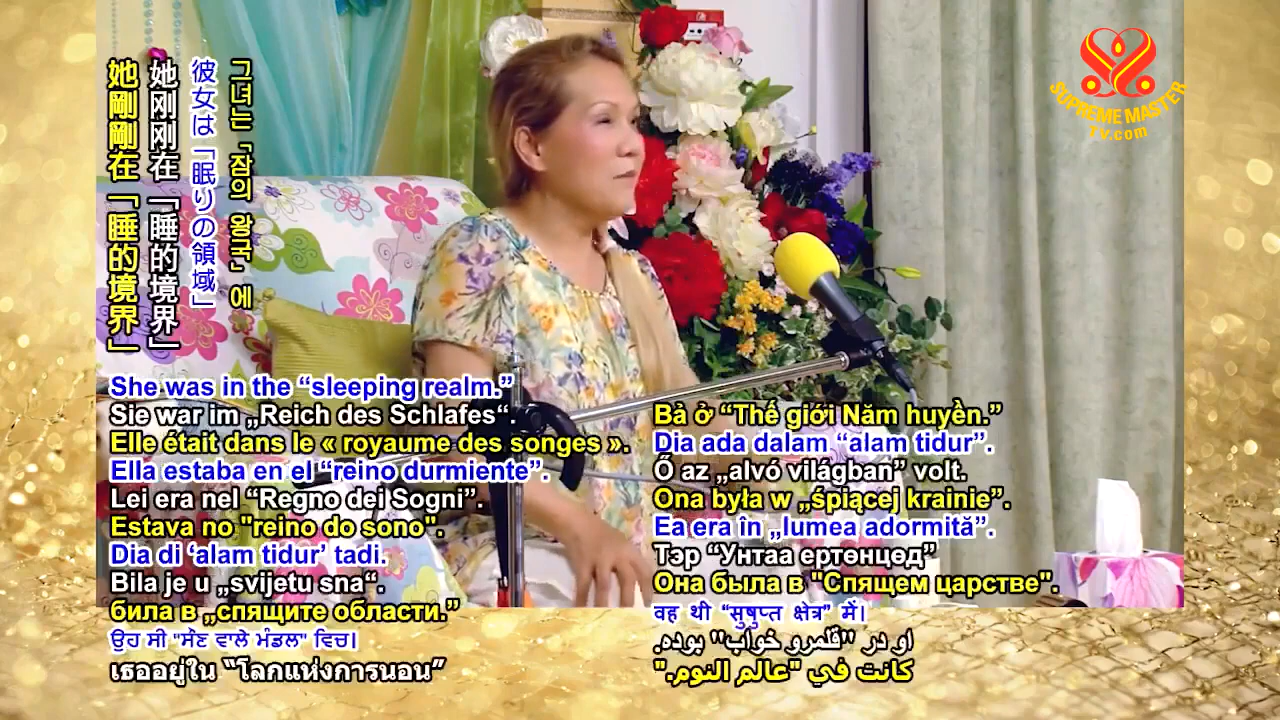 SUPREME MASTER
TV.com
그녀는「잠의 왕국」에
彼女は「眠りの領域」
她刚刚在「睡的境界」
她剛剛在「睡的境界」
She was in the “sleeping realm.”
Sie war im „Reich des Schlafes“.
Elle était dans le « royaume des songes ».
Ella estaba en el “reino durmiente”.
Lei era nel “Regno dei Sogni”.
Estava no "reino do sono".
Dia di ‘alam tidur’ tadi.
Bila je u „svijetu sna“.
била в „спящите области.”
ਉਹ ਸੀ "ਸੌਣ ਵਾਲੇ ਮੰਡਲ" ਵਿਚ।
เธออยู่ใน “โลกแห่งการนอน”
Bả ở “Thế giới Năm huyền.”
Dia ada dalam “alam tidur”.
Ő az „alvó világban” volt.
Ona była w „śpiącej krainie”.
Ea era în „lumea adormită”.
Тэр “Унтаа ертөнцөд”
Она была в "Спящем царстве".
वह थी “सुषुप्त क्षेत्र” में।
او در "قلمرو خواب" بوده.
كانت في "عالم النوم."